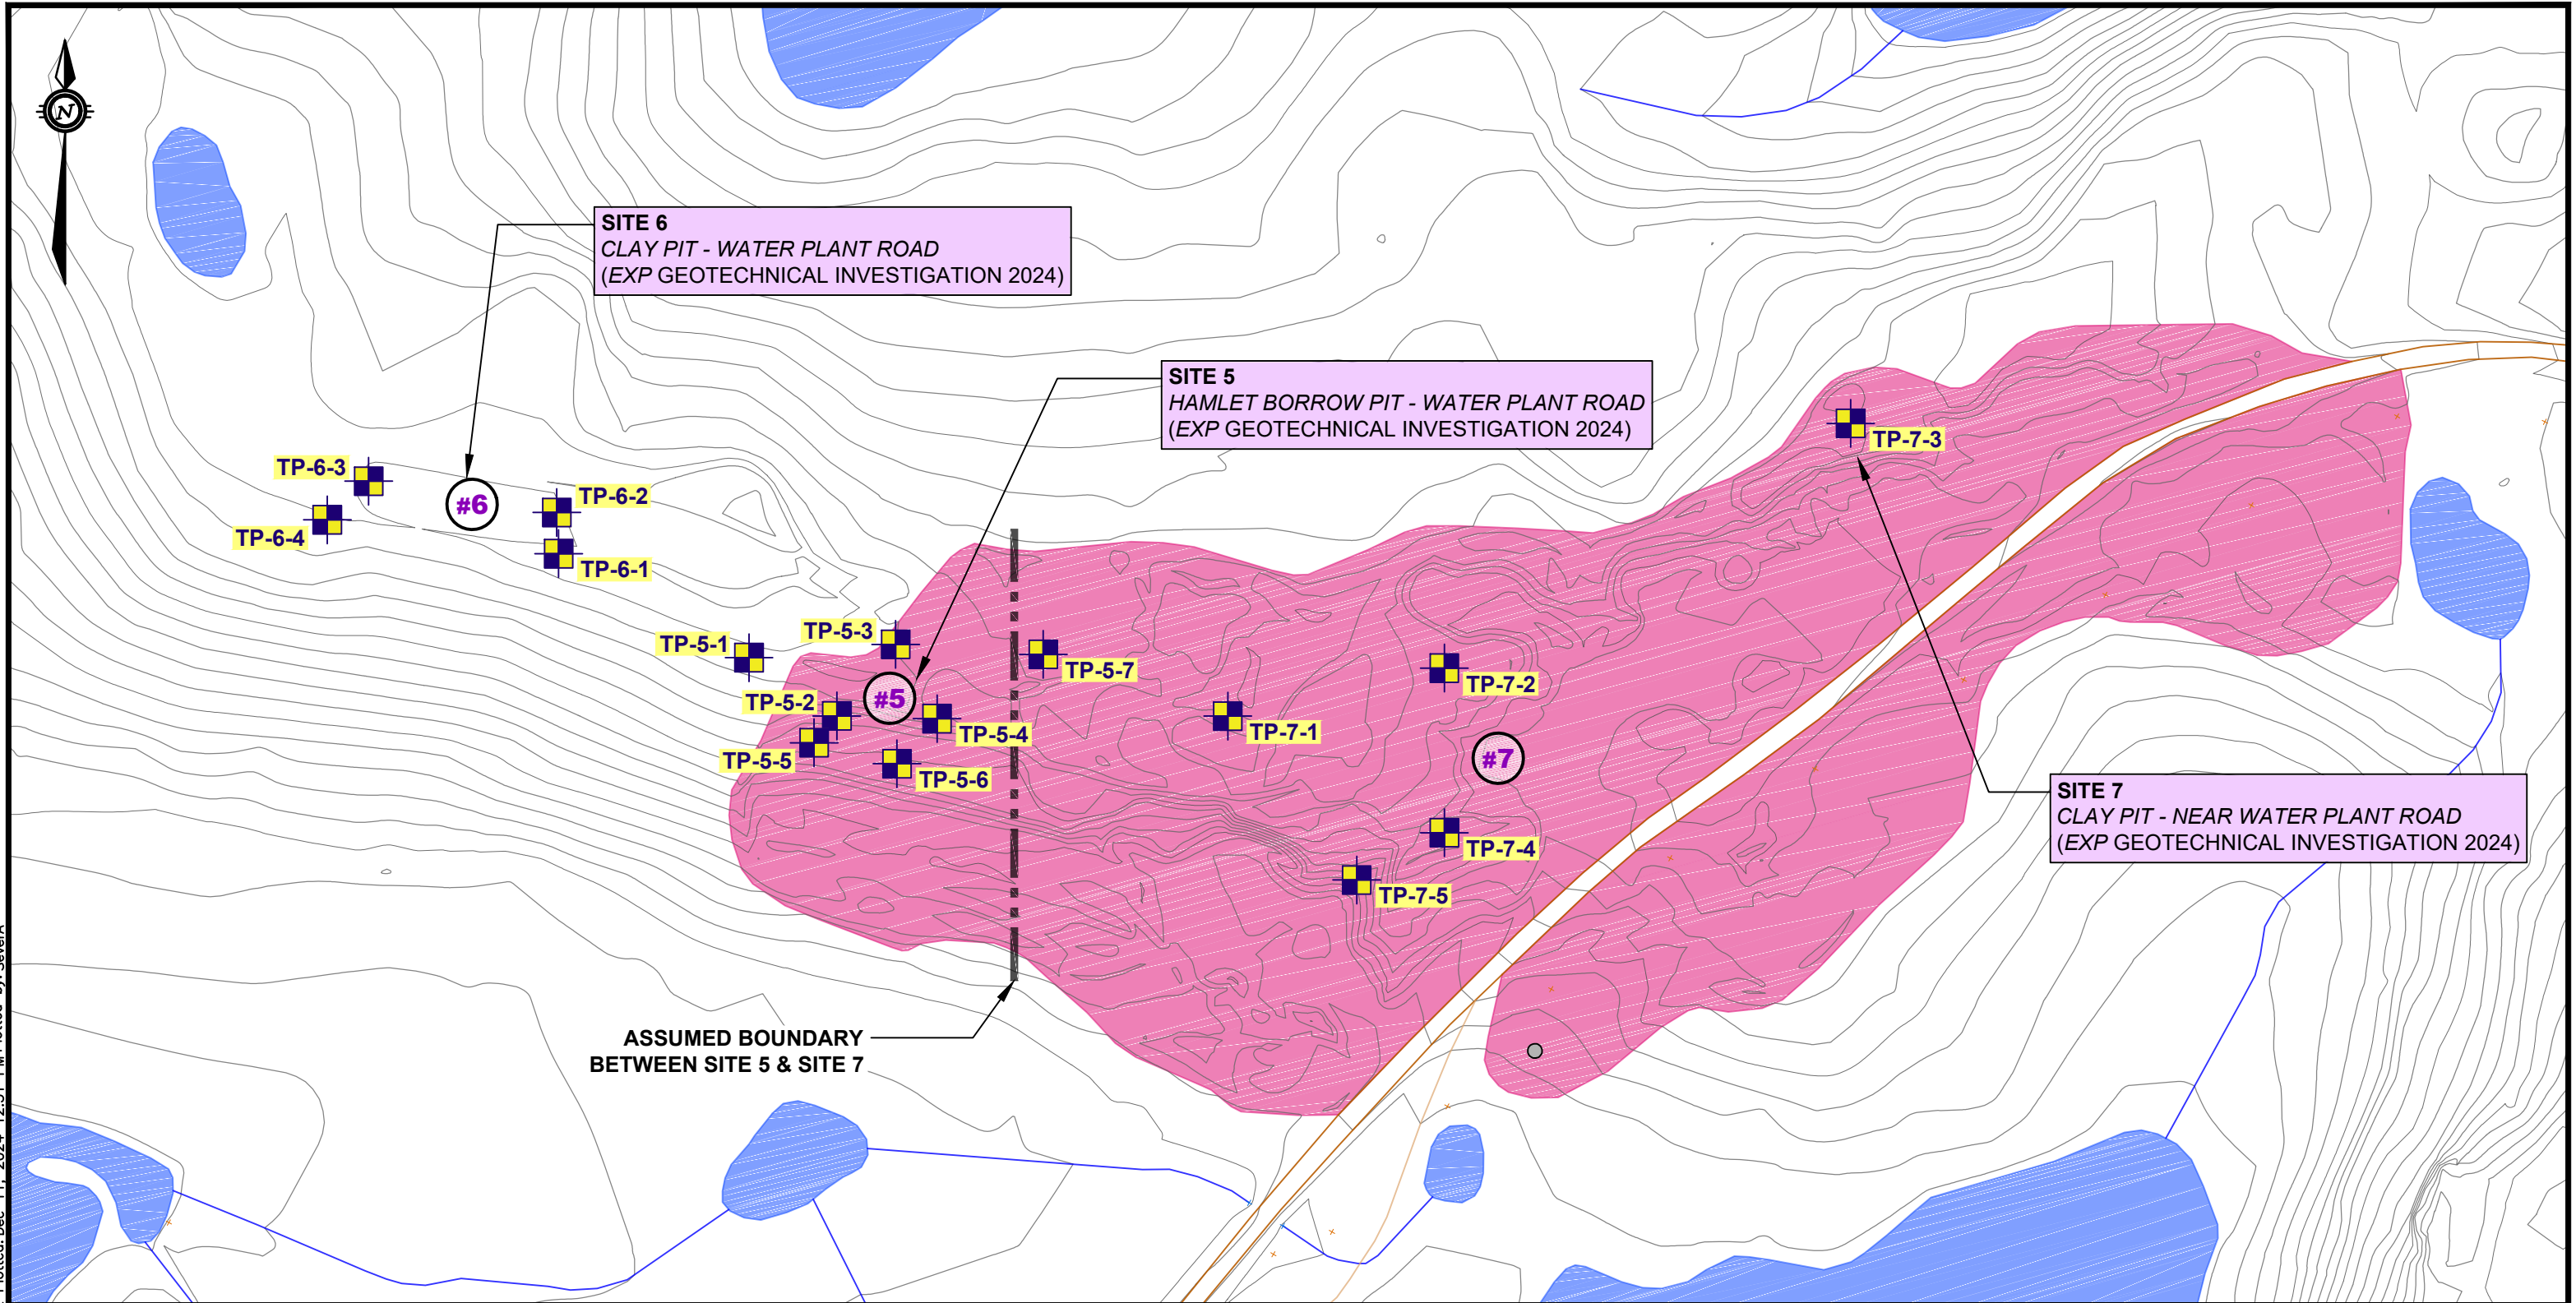 N
SITE 6
CLAY PIT - WATER PLANT ROAD
(EXP GEOTECHNICAL INVESTIGATION 2024)
SITE 5
HAMLET BORROW PIT - WATER PLANT ROAD
(EXP GEOTECHNICAL INVESTIGATION 2024)
TP-7-3
TP-6-3
#6
TP-6-2
TP-6-4
TP-6-1
TP-5-3
TP-5-1
TP-5-7
TP-7-2
#5
TP-5-2
TP-5-4
TP-7-1
TP-5-5
#7
TP-5-6
SITE 7
CLAY PIT - NEAR WATER PLANT ROAD
(EXP GEOTECHNICAL INVESTIGATION 2024)
TP-7-4
TP-7-5
ASSUMED BOUNDARY
BETWEEN SITE 5 & SITE 7